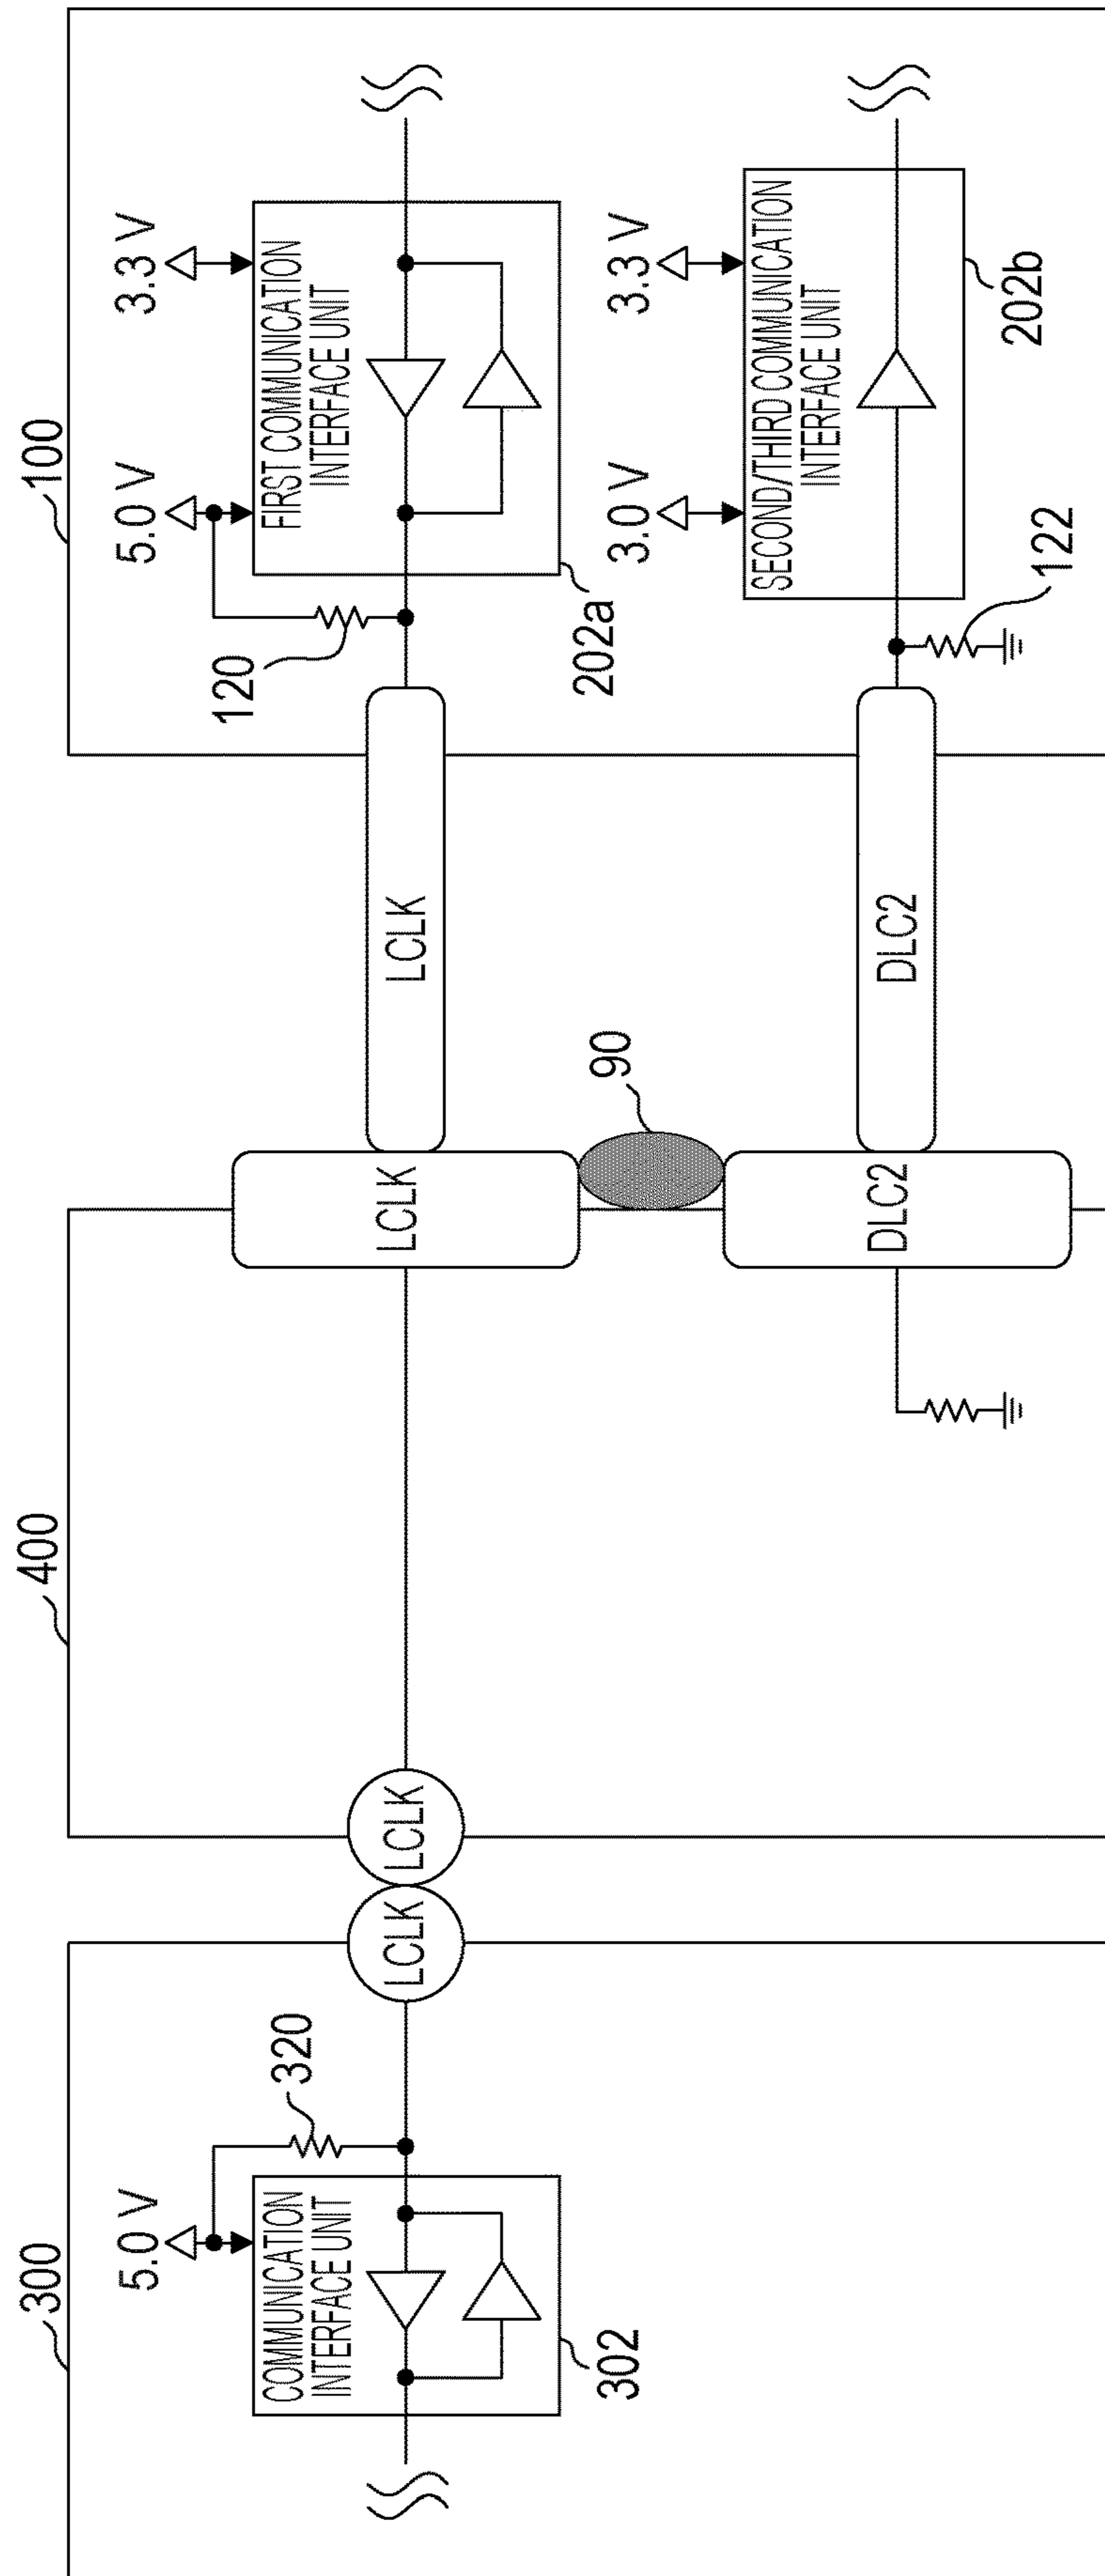 300
400
100
5.0 V
320
COMMUNICATION
INTERFACE UNIT
302
LCLK
LCLK
LCLK
LCLK
90
DLC2
DLC2
120
5.0 V
3.3 V
FIRST COMMUNICATION
INTERFACE UNIT
202a
3.0 V
3.3 V
SECOND/THIRD COMMUNICATION
INTERFACE UNIT
122
202b